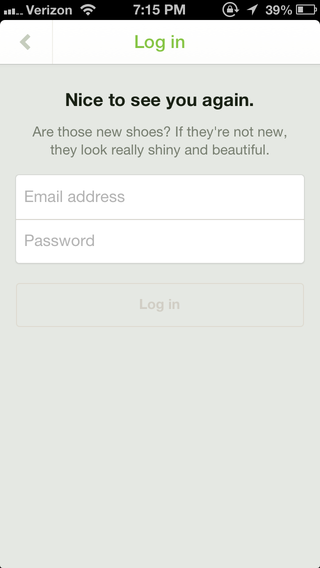 Verizon 7:15 PM 39%
Log in
Nice to see you again.
Are those new shoes? If they're not new,
they look really shiny and beautiful.
Email address
Password
Log in